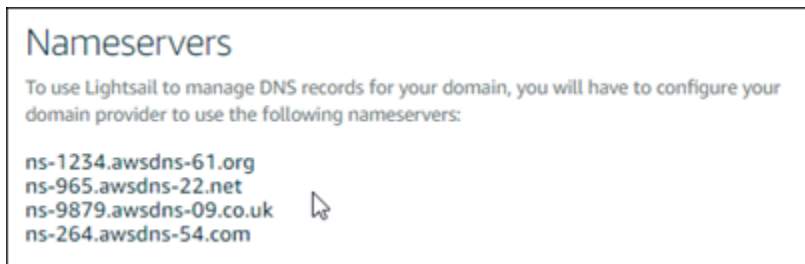 Nameservers
To use Lightsail to manage DNS records for your domain, you will have to configure your
domain provider to use the following nameservers:
ns-1234.awsdns-61.org
ns-965.awsdns-22.net
ns-9879.awsdns-09.co.uk
ns-264.awsdns-54.com